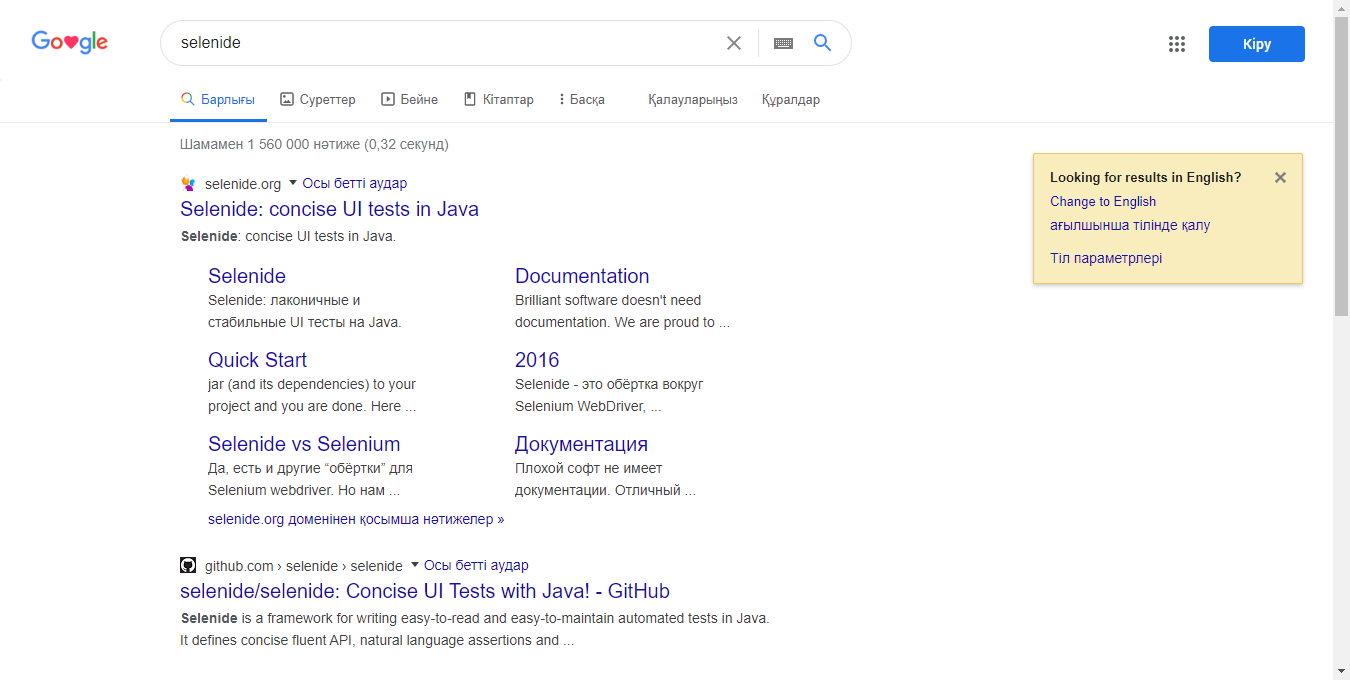 Google
selenide
Кіру
Барлығы Суреттер Бейне Кітаптар Басқа Қалауларыңыз Құралдар
Шамамен 1 560 000 нәтиже (0,32 секунд)
selenide.org Осы бетті аудар
Selenide: concise UI tests in Java
Selenide: concise UI tests in Java.
Selenide
Selenide: лаконичные и
стабильные UI тесты на Java.
Documentation
Brilliant software doesn't need
documentation. We are proud to ...
Quick Start
jar (and its dependencies) to your
project and you are done. Here ...
2016
Selenide - это обёртка вокруг
Selenium WebDriver, ...
Selenide vs Selenium
Да, есть и другие “обёртки” для
Selenium webdriver. Но нам ...
Документация
Плохой софт не имеет
документации. Отличный ...
selenide.org доменінен қосымша нәтижелер »
github.com › selenide › selenide Осы бетті аудар
selenide/selenide: Concise UI Tests with Java! - GitHub
Selenide is a framework for writing easy-to-read and easy-to-maintain automated tests in Java.
It defines concise fluent API, natural language assertions and ...
Looking for results in English?
Change to English
ағылшынша тілінде қалу
Тіл параметрлері